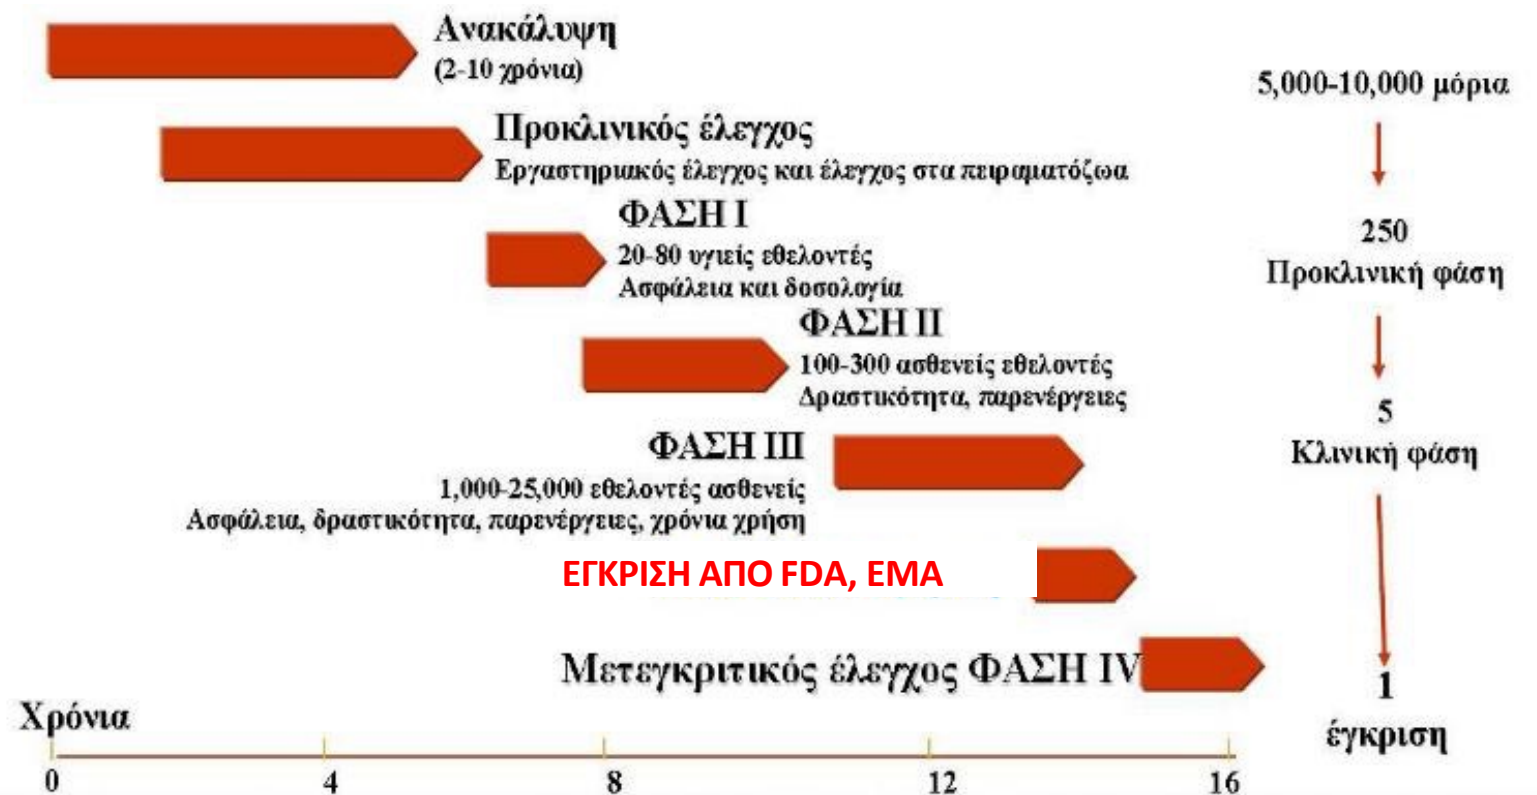 Ανακάλυψη
(2-10 χρόνια)
5,000-10,000 μόρια
Προκλινικός έλεγχος
Εργαστηριακός έλεγχος και έλεγχος στα πειραματόζωα
ΦΑΣΗ Ι
20-80 υγιείς εθελοντές
Ασφάλεια και δοσολογία
250
Προκλινική φάση
ΦΑΣΗ ΙΙ
100-300 ασθενείς εθελοντές
Δραστικότητα, παρενέργειες
5
Κλινική φάση
ΦΑΣΗ ΙΙΙ
1,000-25,000 εθελοντές ασθενείς
Ασφάλεια, δραστικότητα, παρενέργειες, χρόνια χρήση
ΕΓΚΡΙΣΗ ΑΠΟ FDA, EMA
Μετεγκριτικός έλεγχος ΦΑΣΗ IV
1
έγκριση
Χρόνια
0 4 8 12 16